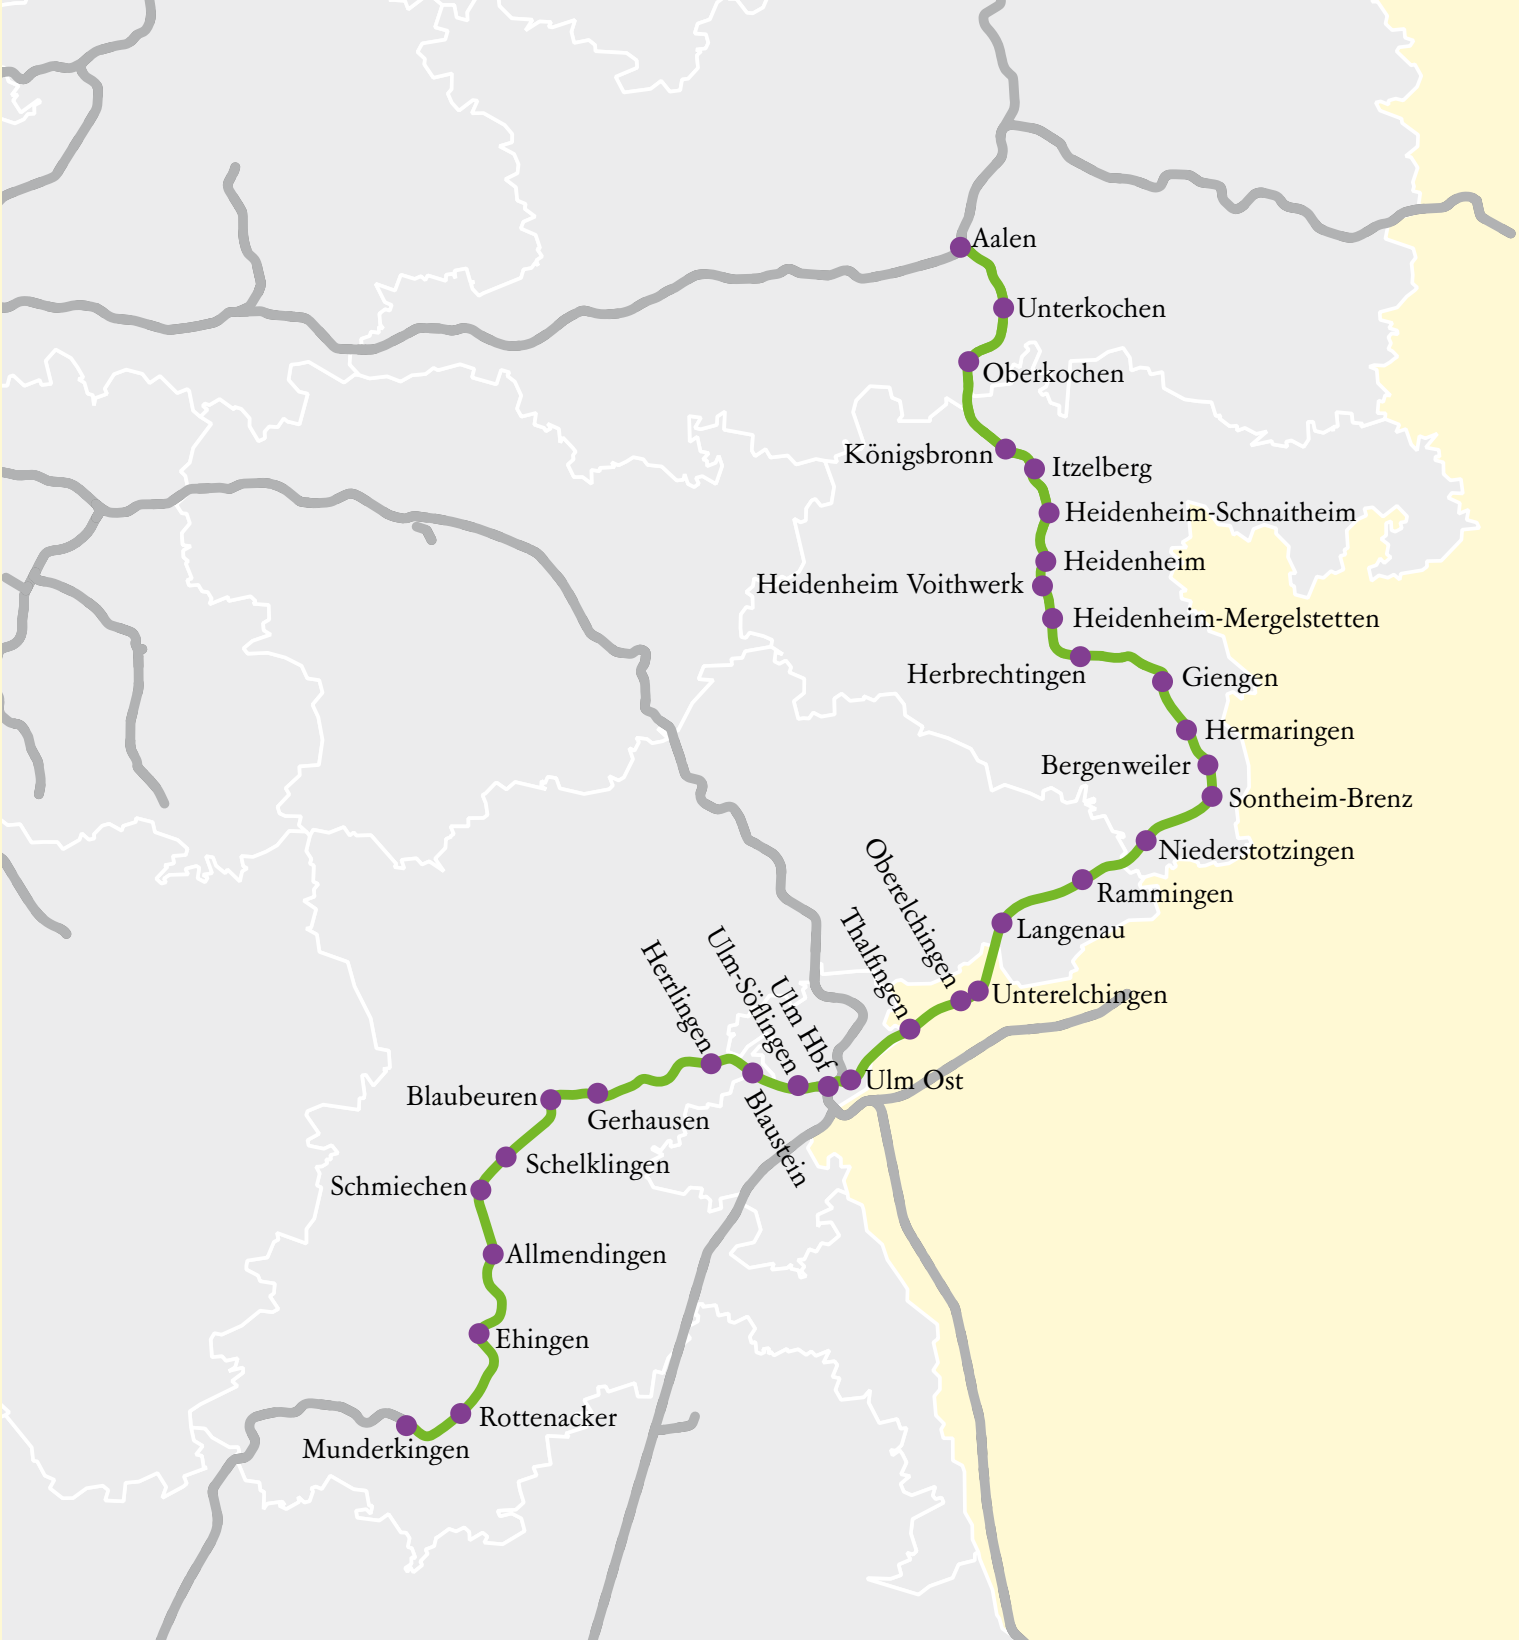 Aalen
Unterkochen
Oberkochen
Königsbronn
Itzelberg
Heidenheim-Schnaitheim
Heidenheim
Heidenheim Voithwerk
Heidenheim-Mergelstetten
Herbrechtingen
Giengen
Hermaringen
Bergenweiler
Sontheim-Brenz
Niederstotzingen
Rammingen
Langenau
Unterelchingen
Oberelchingen
Thalfingen
Ulm Ost
Ulm Hbf
Ulm-Söflingen
Blaustein
Herrlingen
Gerhausen
Blaubeuren
Schelklingen
Schmiechen
Allmendingen
Ehingen
Rottenacker
Munderkingen